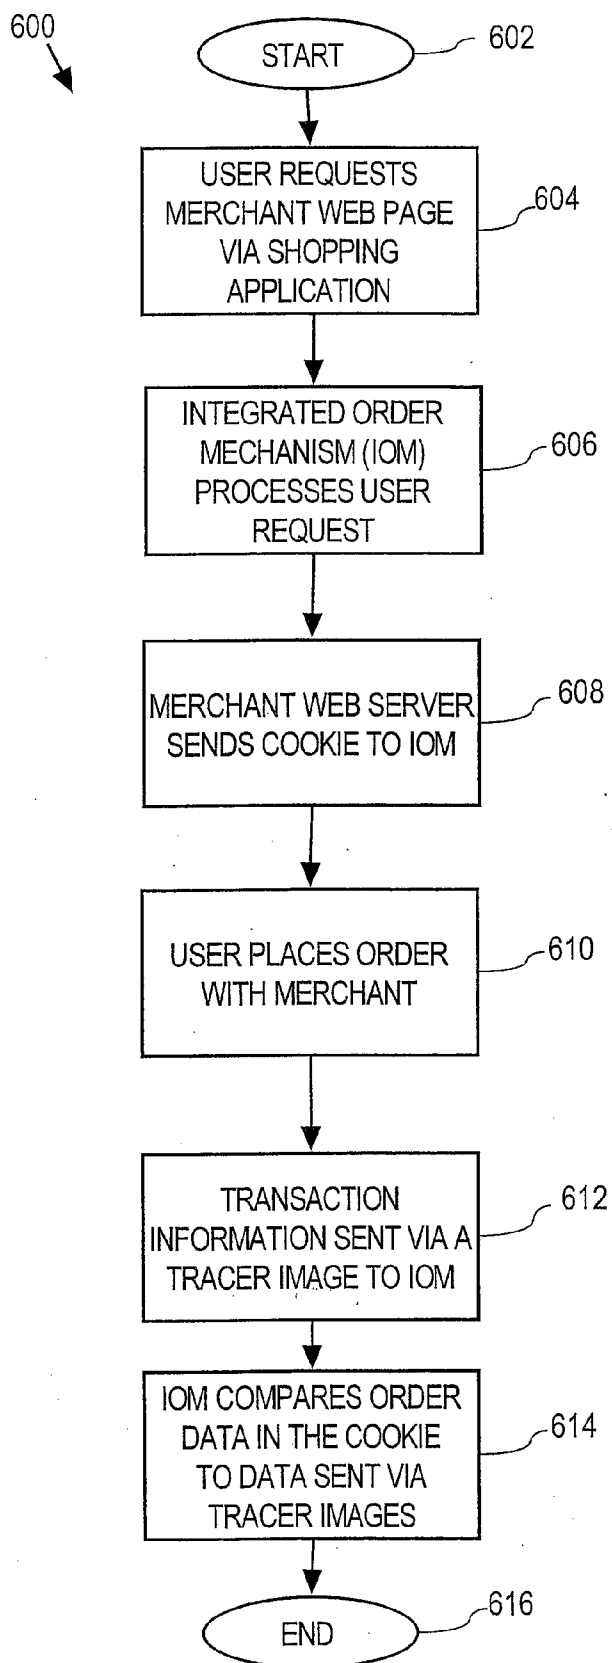 600
START
602
USER REQUESTS
MERCHANT WEB PAGE
VIA SHOPPING
APPLICATION
604
INTEGRATED ORDER
MECHANISM (IOM)
PROCESSES USER
REQUEST
606
MERCHANT WEB SERVER
SENDS COOKIE TO IOM
608
USER PLACES ORDER
WITH MERCHANT
610
TRANSACTION
INFORMATION SENT VIA A
TRACER IMAGE TO IOM
612
IOM COMPARES ORDER
DATA IN THE COOKIE
TO DATA SENT VIA
TRACER IMAGES
614
END
616